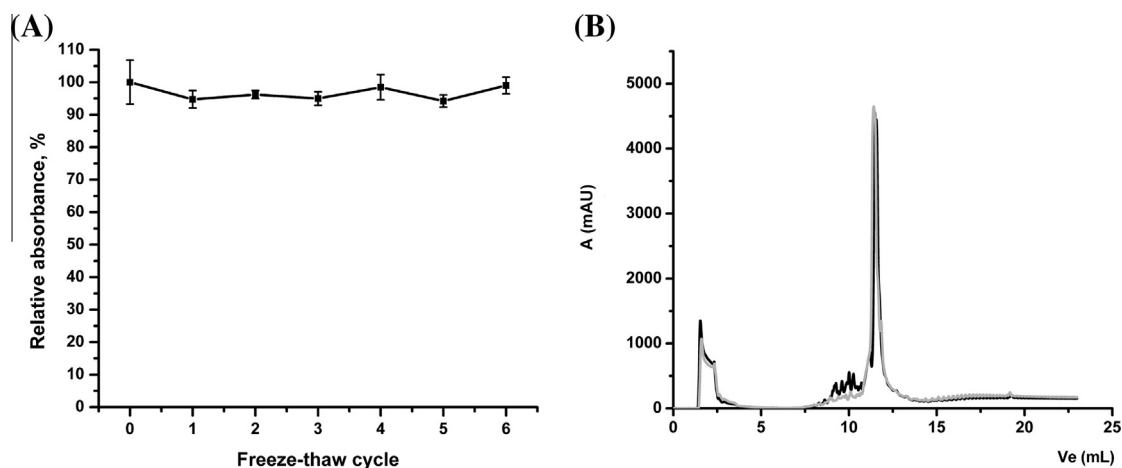 (A)
110
100
90
80
70
60
50
40
30
20
10
0
Relative absorbance, %
0 1 2 3 4 5 6
Freeze-thaw cycle
(B)
5000
4000
3000
2000
1000
0
A (mAU)
0 5 10 15 20 25
Ve (mL)